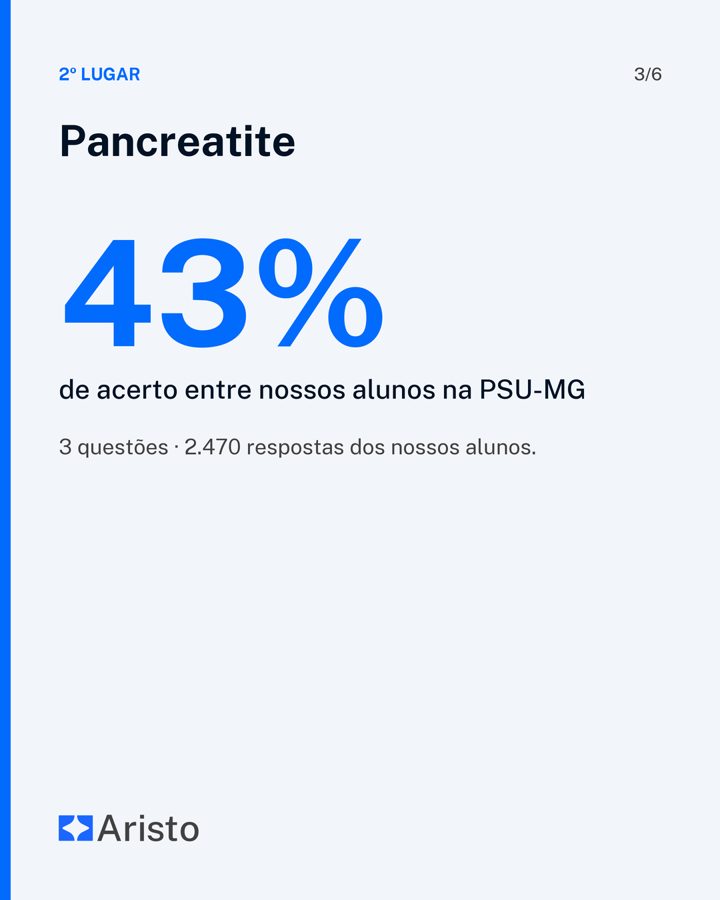 2º LUGAR
3/6
Pancreatite
43%
de acerto entre nossos alunos na PSU-MG
3 questões · 2.470 respostas dos nossos alunos.
Aristo